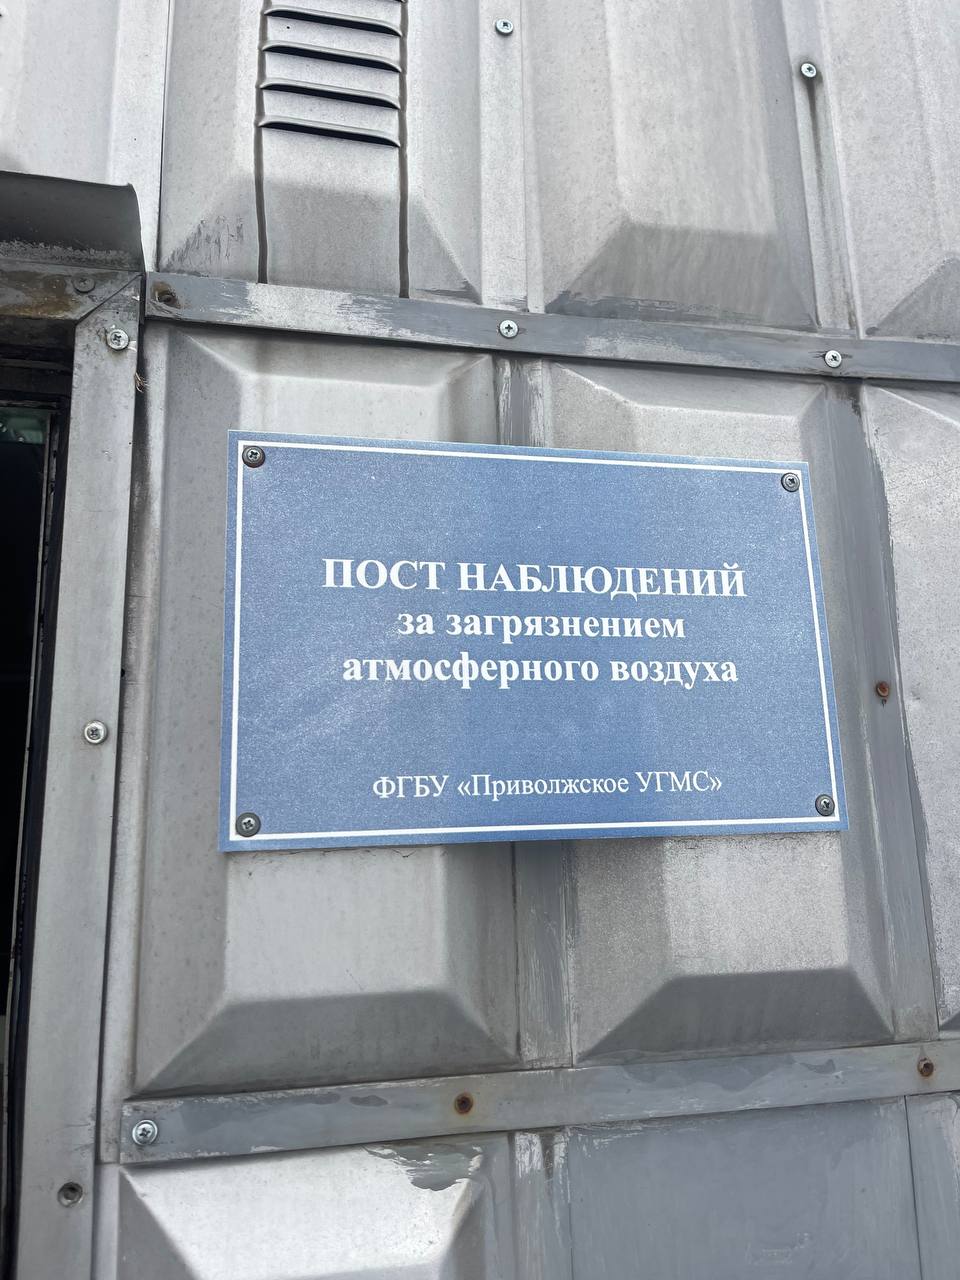 ПОСТ НАБЛЮДЕНИЙ
за загрязнением
атмосферного воздуха
ФГБУ «Приволжское УГМС»